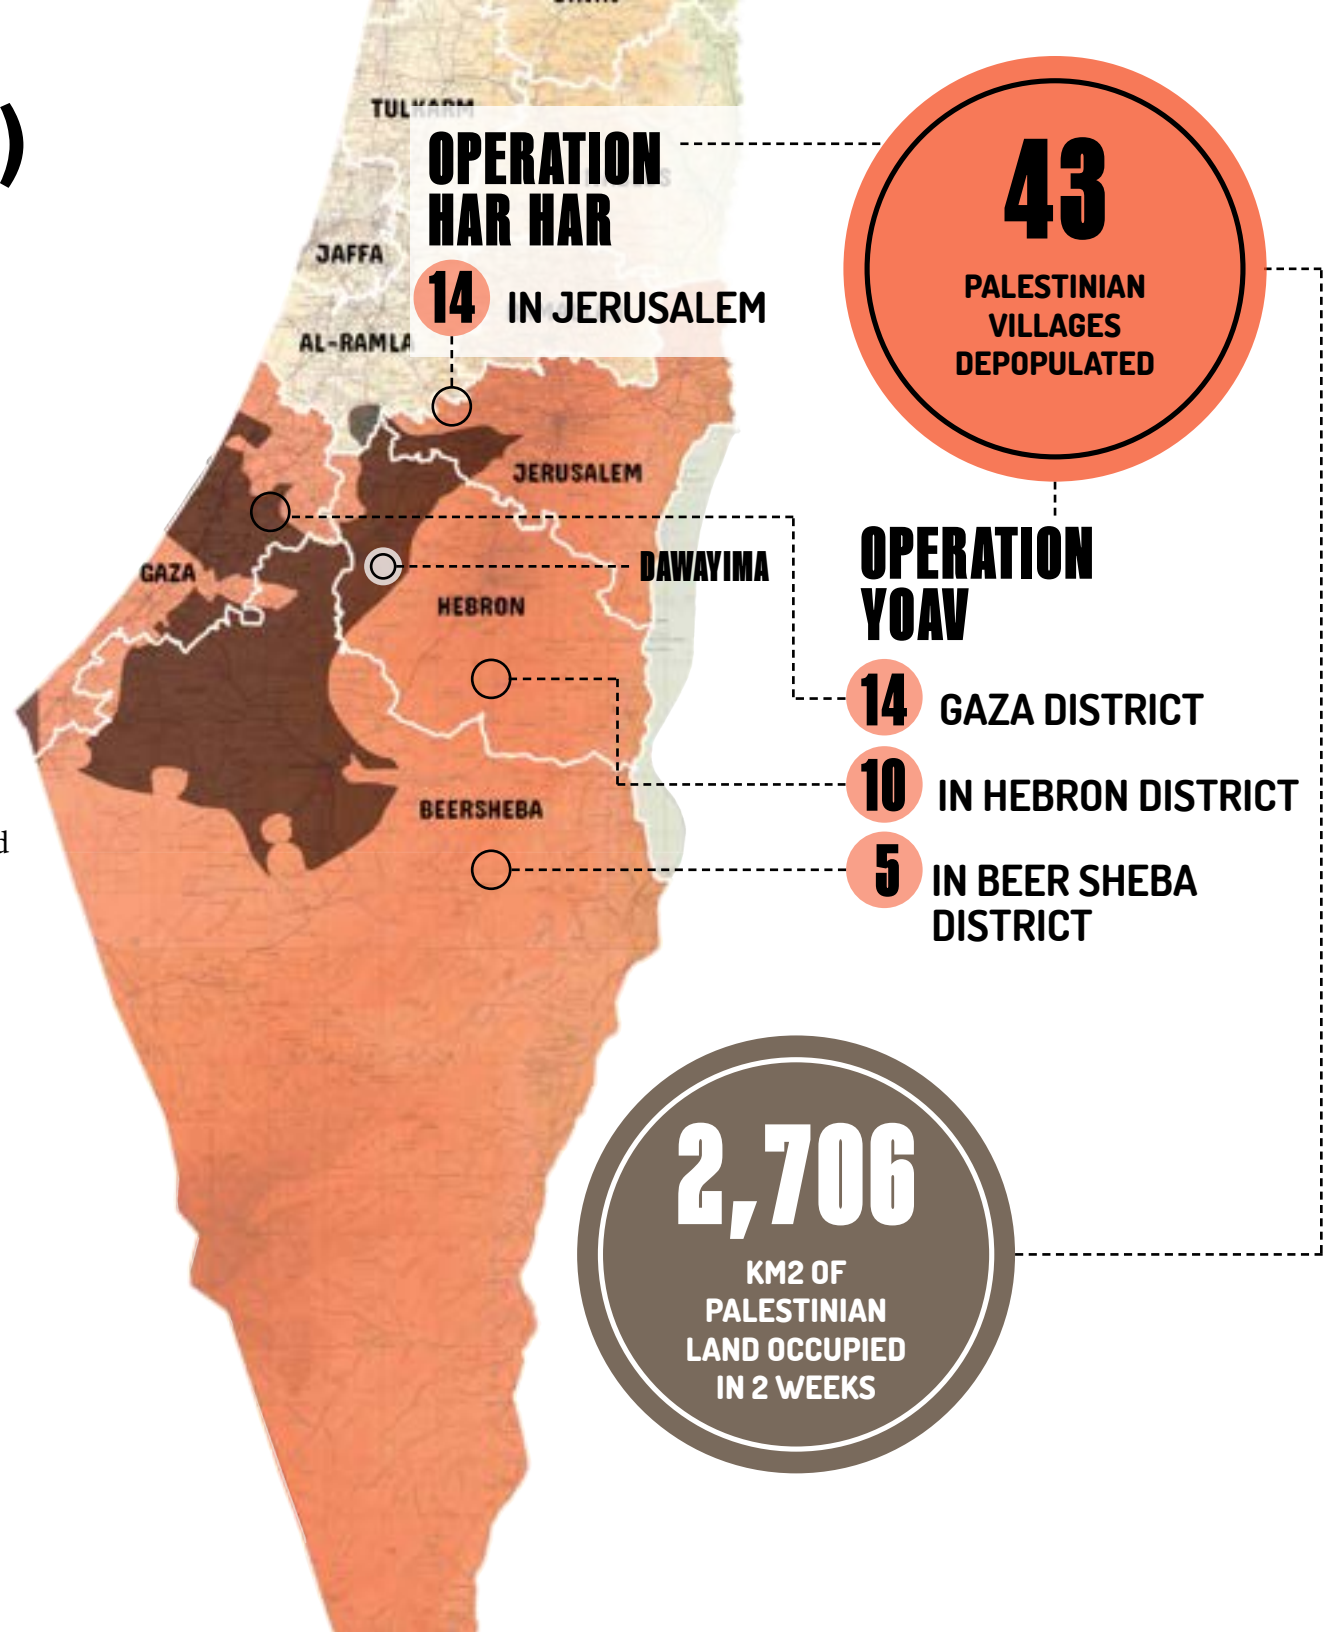 )
TULKARM
OPERATION
HAR HAR
14 IN JERUSALEM
JAFFA
AL-RAMLA
43
PALESTINIAN
VILLAGES
DEPOPULATED
JERUSALEM
DAWAYIMA
GAZA
HEBRON
BEERSHEBA
OPERATION
YOAV
14 GAZA DISTRICT
10 IN HEBRON DISTRICT
5 IN BEER SHEBA
DISTRICT
d
2,706
KM2 OF
PALESTINIAN
LAND OCCUPIED
IN 2 WEEKS